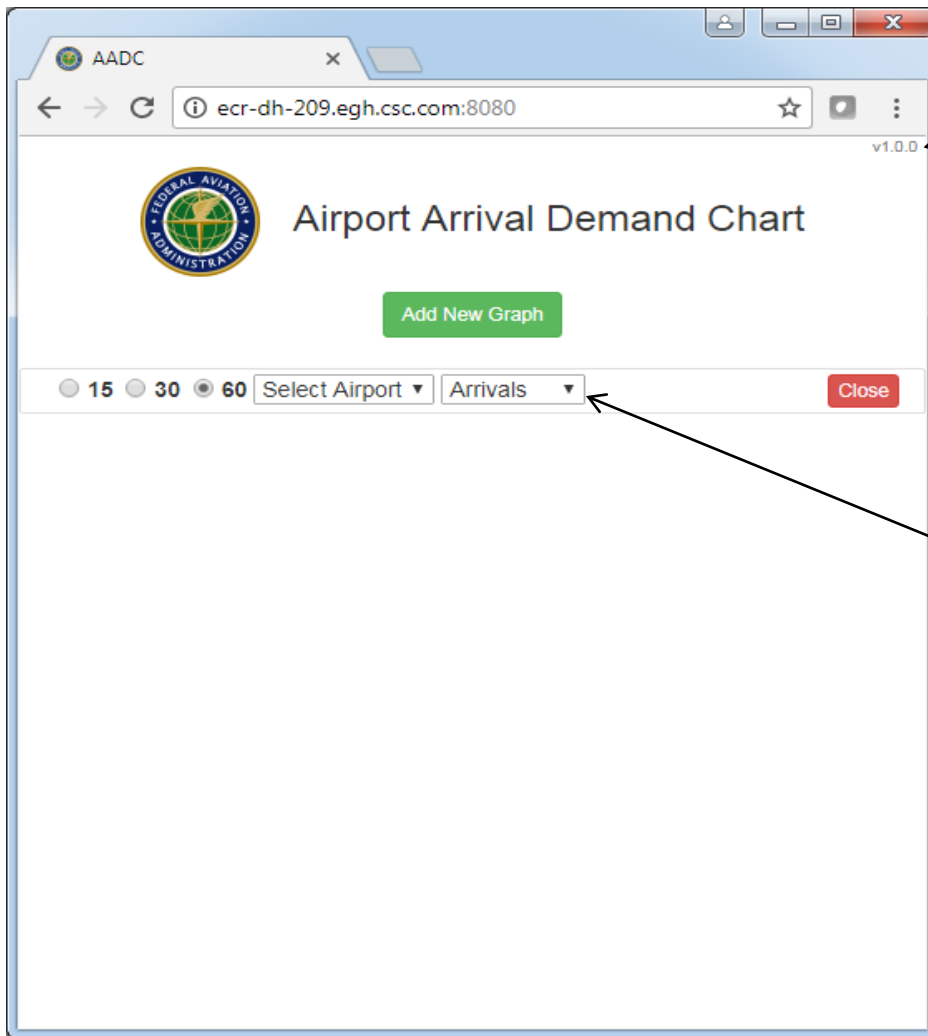 AADC
ecr-dh-209.egh.csc.com:8080
v1.0.0
FEDERAL AVIATION ADMINISTRATION
Airport Arrival Demand Chart
Add New Graph
15 30 60 Select Airport Arrivals Close